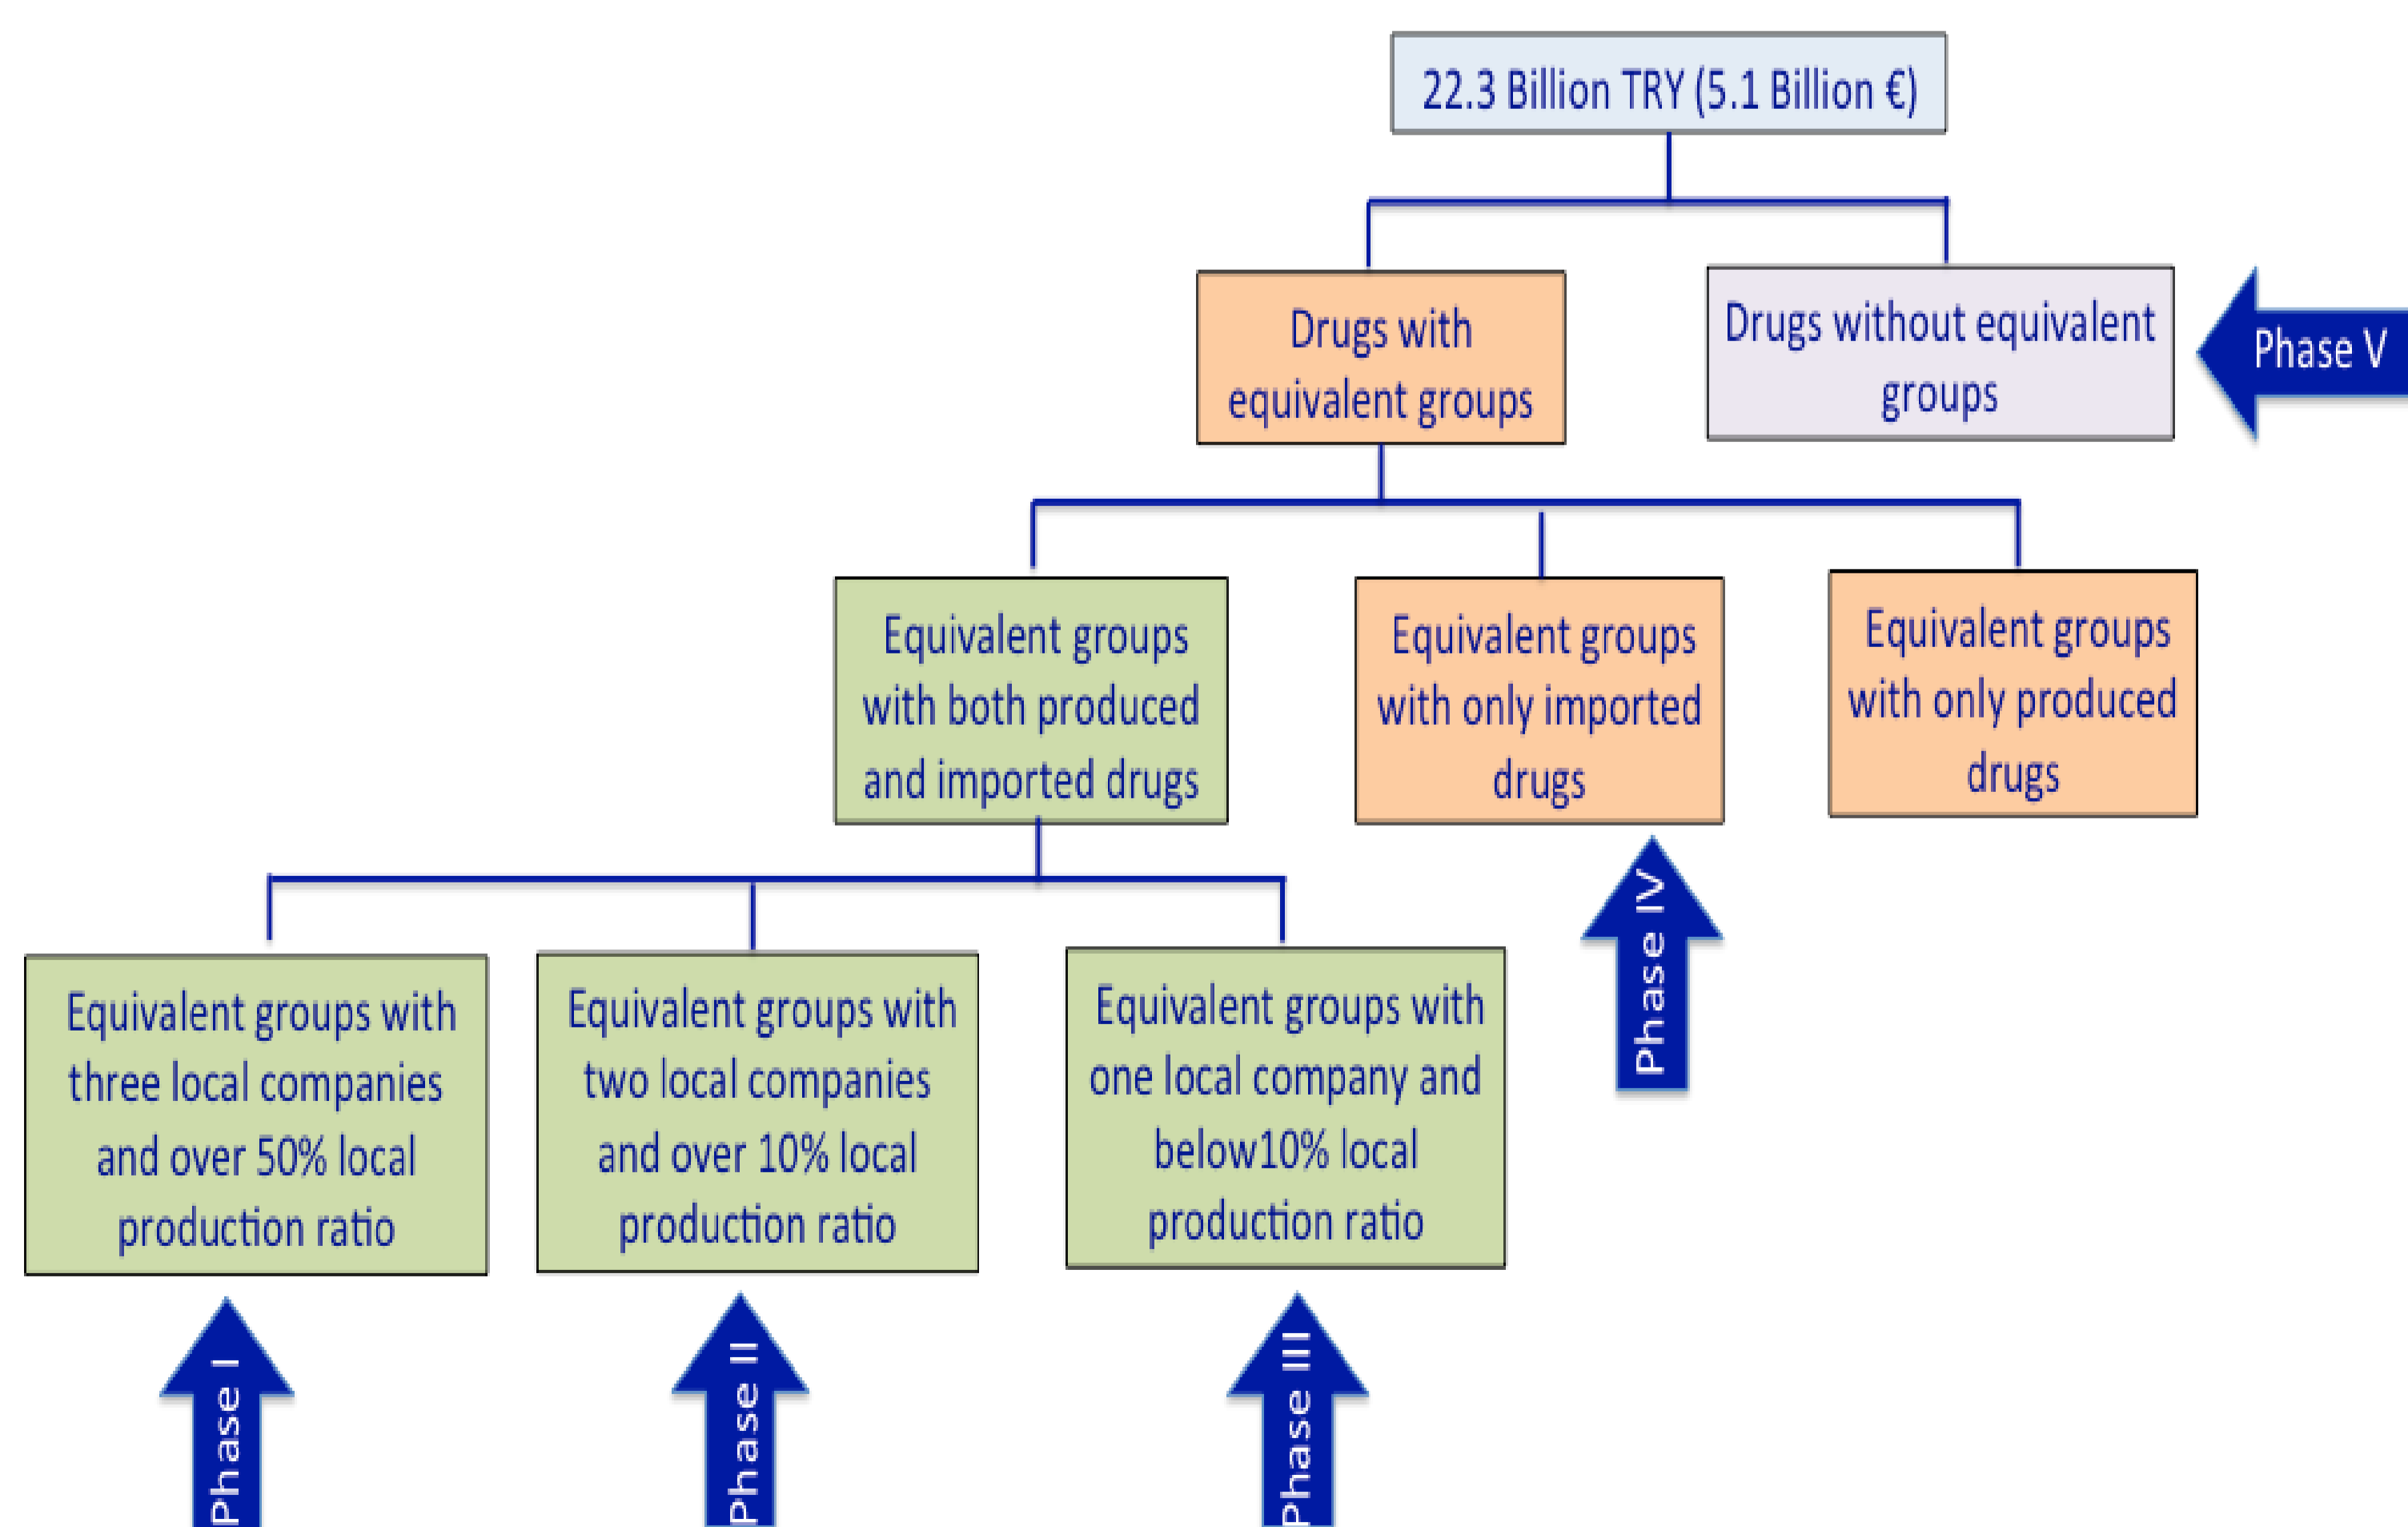 22.3 Billion TRY (5.1 Billion €)
Drugs with
equivalent groups
Drugs without equivalent
groups
Phase V
Equivalent groups
with both produced
and imported drugs
Equivalent groups
with only imported
drugs
Equivalent groups
with only produced
drugs
Phase IV
Equivalent groups with
three local companies
and over 50% local
production ratio
Equivalent groups with
two local companies
and over 10% local
production ratio
Equivalent groups with
one local company and
below10% local
production ratio
Phase I
Phase II
Phase III